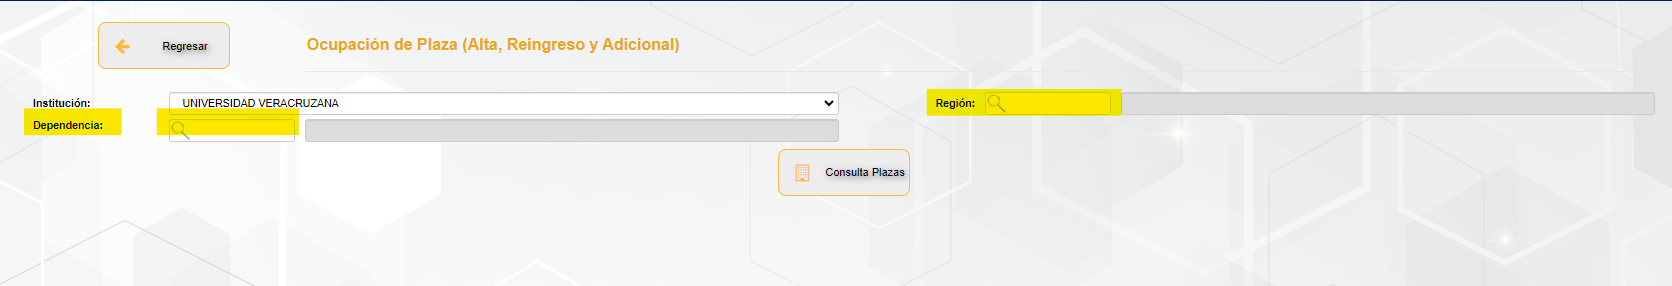 Regresar
Ocupación de Plaza (Alta, Reingreso y Adicional)
Institución:
UNIVERSIDAD VERACRUZANA
Región:
Dependencia:
Consulta Plazas